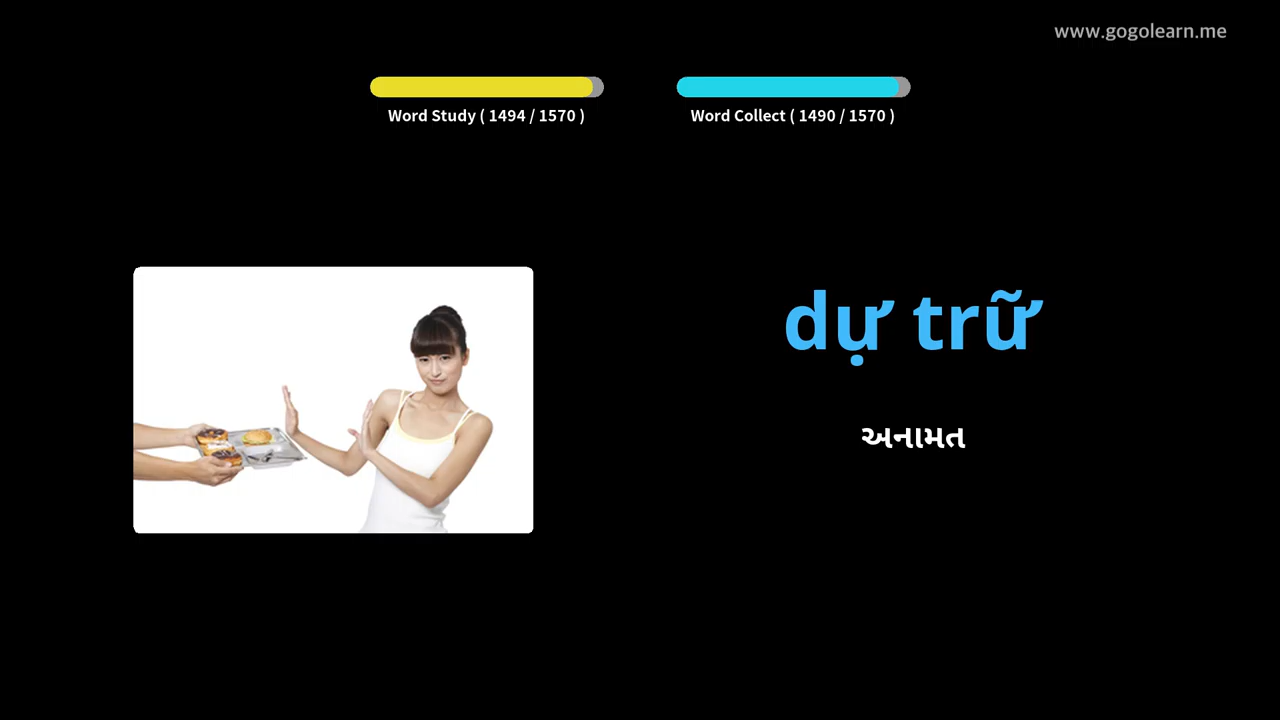 www.gogolearn.me
Word Study ( 1494 / 1570 )
Word Collect ( 1490 / 1570 )
dự trữ
અનામત